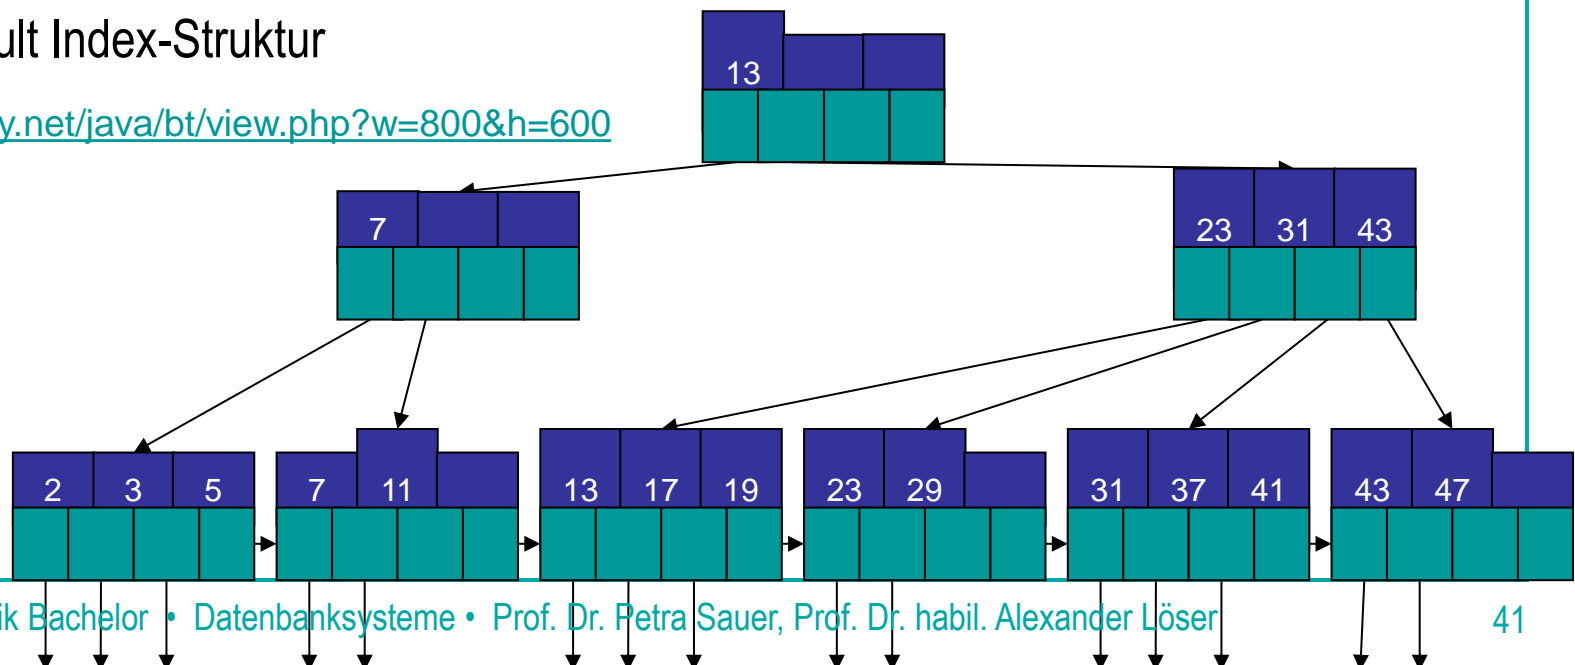 ult Index-Struktur
13
y.net/java/bt/view.php?w=800&h=600
7
23 31 43
2 3 5 7 11 13 17 19 23 29 31 37 41 43 47
ik Bachelor • Datenbanksysteme • Prof. Dr. Petra Sauer, Prof. Dr. habil. Alexander Löser 41